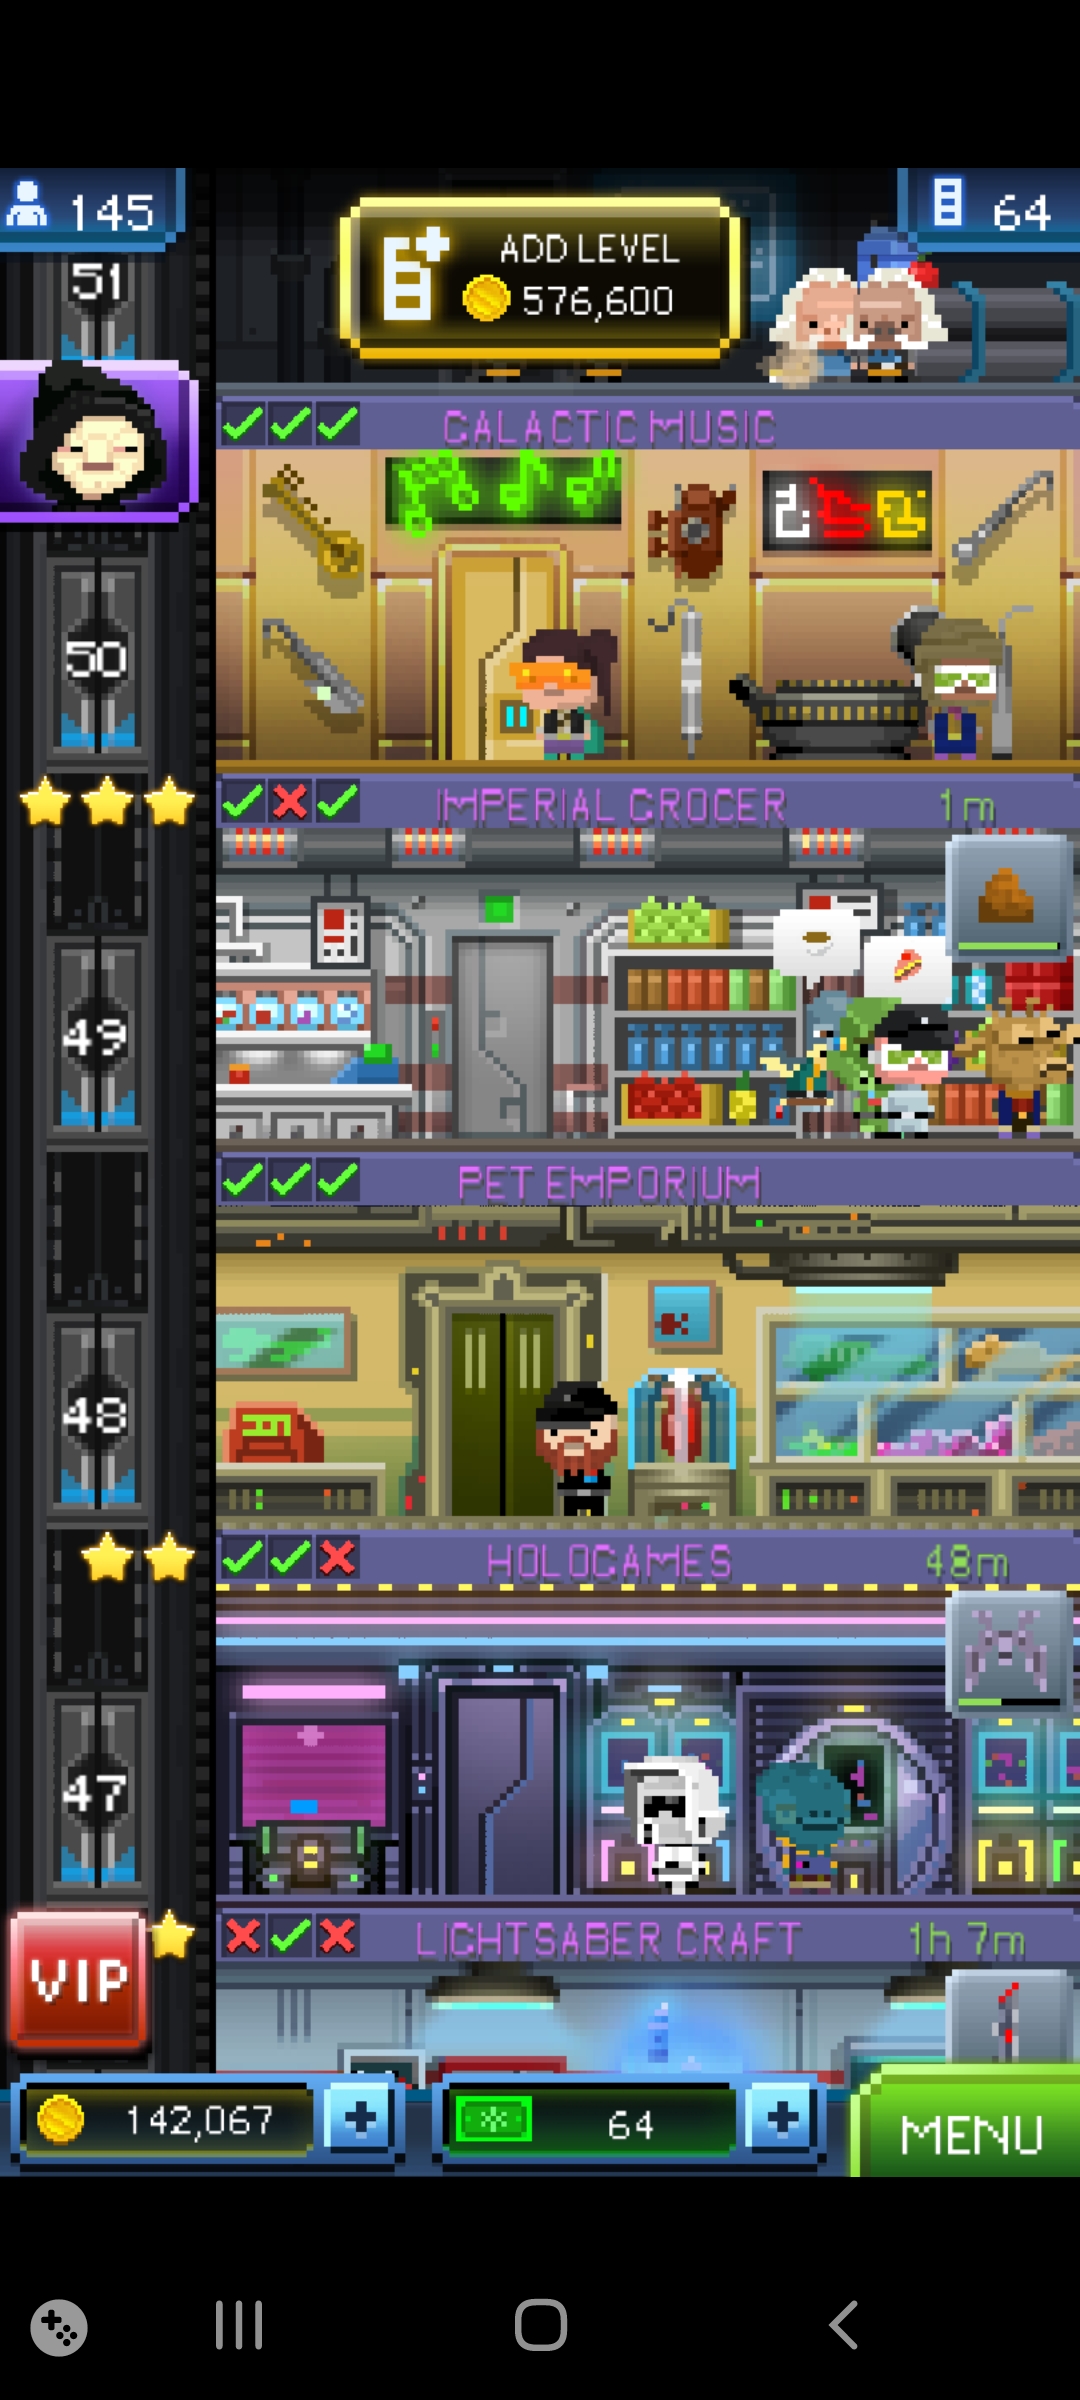 145
ADD LEVEL
576,600
64
51
GALACTIC MUSIC
50
IMPERIAL GROCER
1m
49
PET EMPORIUM
48
HOLOGAMES
48m
47
LIGHTSABER CRAFT
1h 7m
VIP
142,067
64
MENU